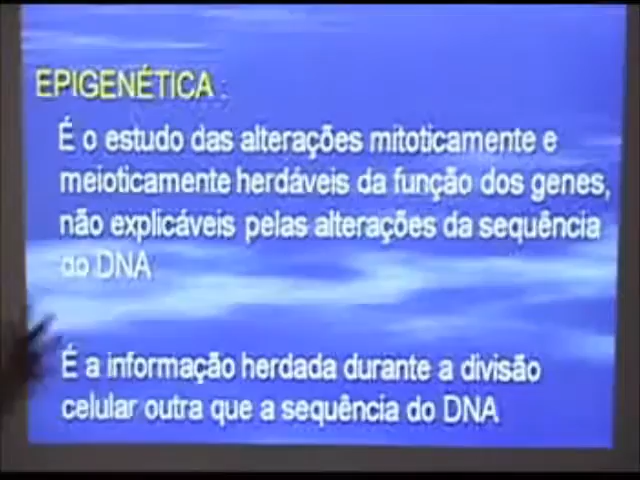 EPIGENÉTICA :
É o estudo das alterações mitoticamente e
meioticamente herdáveis da função dos genes,
não explicáveis pelas alterações da sequência
do DNA
É a informação herdada durante a divisão
celular outra que a sequência do DNA